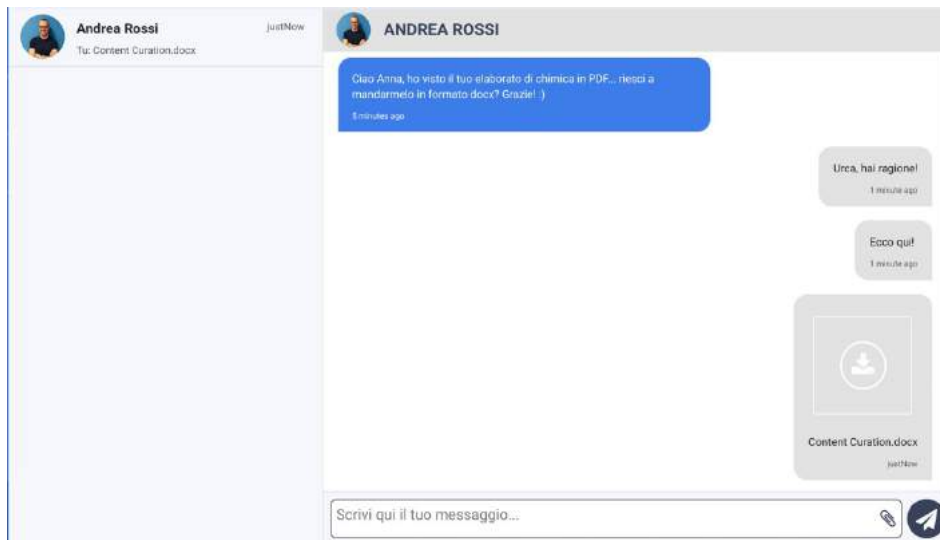 Andrea Rossi
justNow
Tu: Content Curation.docx
ANDREA ROSSI
Ciao Anna, ho visto il tuo elaborato di chimica in PDF... riesci a
mandarmelo in formato docx? Grazie! :)
5 minutes ago
Urca, hai ragione!
1 minute ago
Ecco qui!
1 minute ago
Content Curation.docx
justNow
Scrivi qui il tuo messaggio...